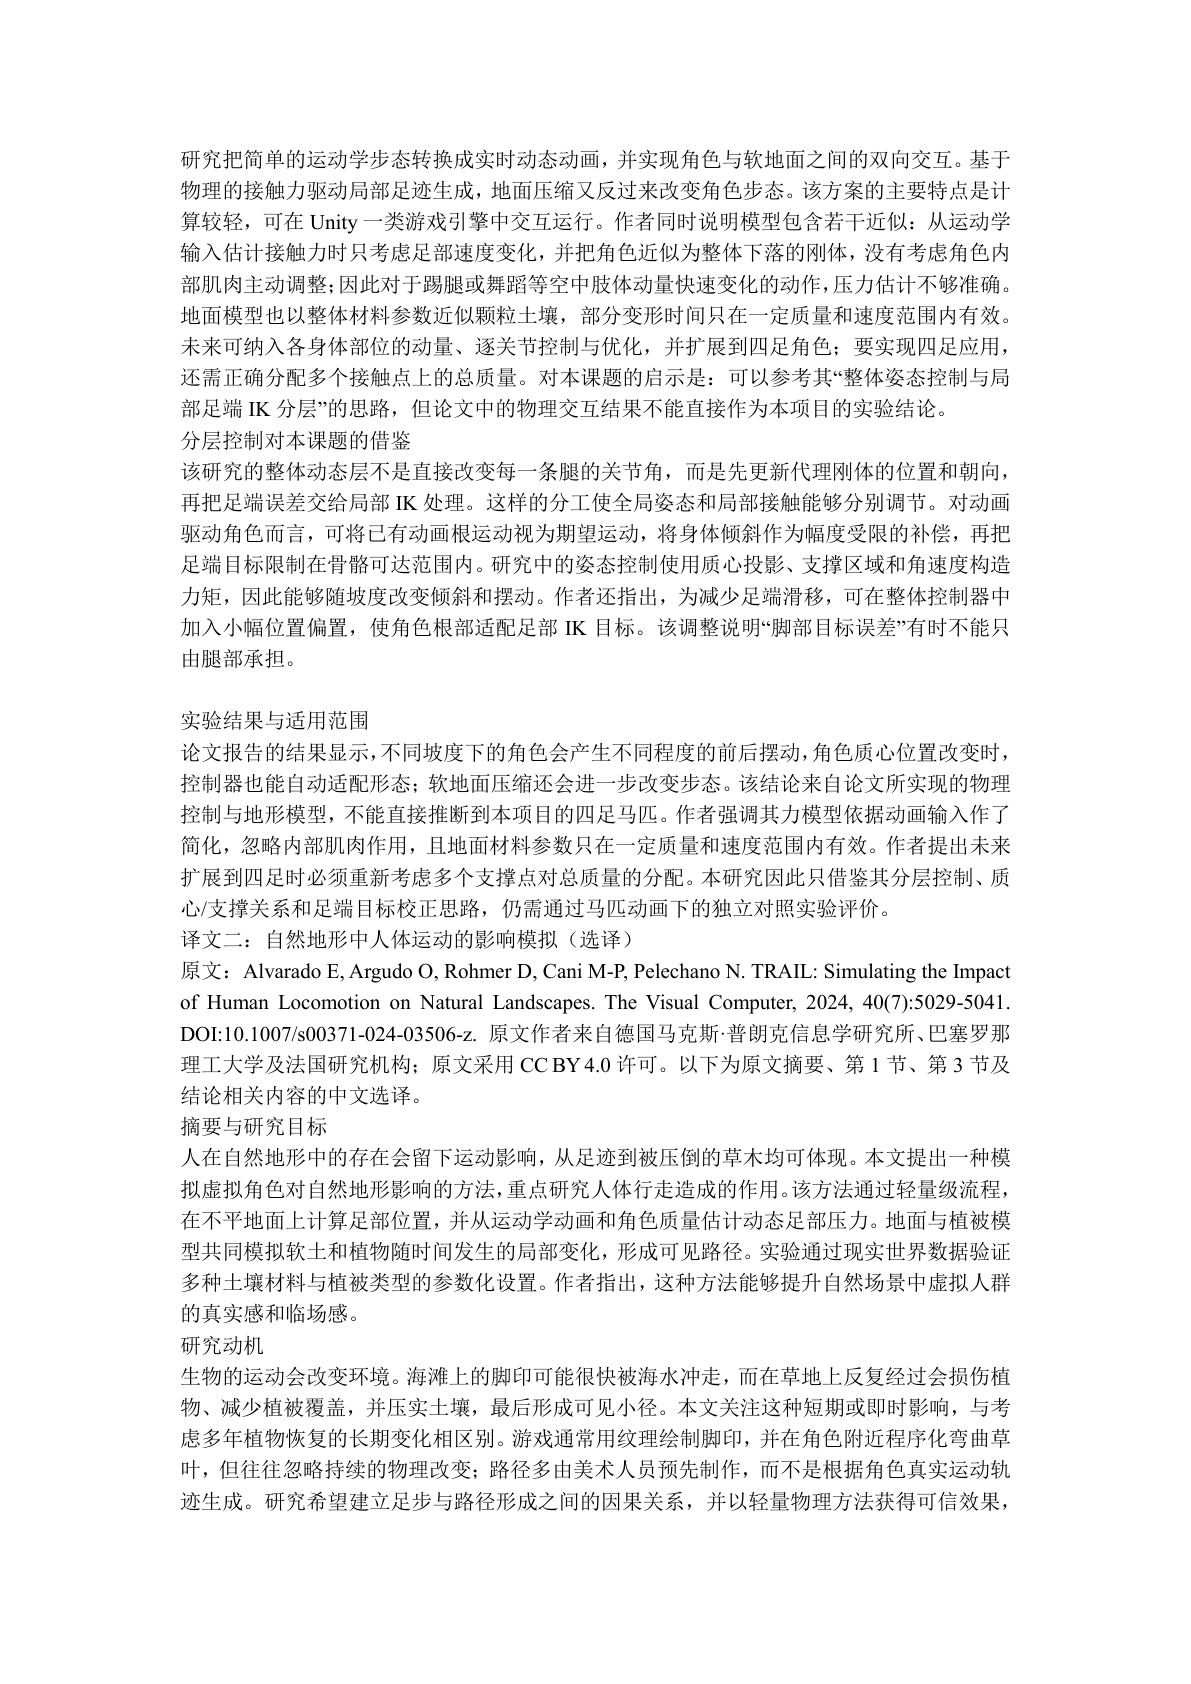 研究把简单的运动学步态转换成实时动态动画，并实现角色与软地面之间的双向交互。基于
物理的接触力驱动局部足迹生成，地面压缩又反过来改变角色步态。该方案的主要特点是计
算较轻，可在 Unity 一类游戏引擎中交互运行。作者同时说明模型包含若干近似：从运动学
输入估计接触力时只考虑足部速度变化，并把角色近似为整体下落的刚体，没有考虑角色内
部肌肉主动调整；因此对于踢腿或舞蹈等空中肢体动量快速变化的动作，压力估计不够准确。
地面模型也以整体材料参数近似颗粒土壤，部分变形时间只在一定质量和速度范围内有效。
未来可纳入各身体部位的动量、逐关节控制与优化，并扩展到四足角色；要实现四足应用，
还需正确分配多个接触点上的总质量。对本课题的启示是：可以参考其“整体姿态控制与局
部足端 IK 分层”的思路，但论文中的物理交互结果不能直接作为本项目的实验结论。
分层控制对本课题的借鉴
该研究的整体动态层不是直接改变每一条腿的关节角，而是先更新代理刚体的位置和朝向，
再把足端误差交给局部 IK 处理。这样的分工使全局姿态和局部接触能够分别调节。对动画
驱动角色而言，可将已有动画根运动视为期望运动，将身体倾斜作为幅度受限的补偿，再把
足端目标限制在骨骼可达范围内。研究中的姿态控制使用质心投影、支撑区域和角速度构造
力矩，因此能够随坡度改变倾斜和摆动。作者还指出，为减少足端滑移，可在整体控制器中
加入小幅位置偏置，使角色根部适配足部 IK 目标。该调整说明“脚部目标误差”有时不能只
由腿部承担。
实验结果与适用范围
论文报告的结果显示，不同坡度下的角色会产生不同程度的前后摆动，角色质心位置改变时，
控制器也能自动适配形态；软地面压缩还会进一步改变步态。该结论来自论文所实现的物理
控制与地形模型，不能直接推断到本项目的四足马匹。作者强调其力模型依据动画输入作了
简化，忽略内部肌肉作用，且地面材料参数只在一定质量和速度范围内有效。作者提出未来
扩展到四足时必须重新考虑多个支撑点对总质量的分配。本研究因此只借鉴其分层控制、质
心/支撑关系和足端目标校正思路，仍需通过马匹动画下的独立对照实验评价。
译文二：自然地形中人体运动的影响模拟（选译）
原文：Alvarado E, Argudo O, Rohmer D, Cani M-P, Pelechano N. TRAIL: Simulating the Impact
of Human Locomotion on Natural Landscapes. The Visual Computer, 2024, 40(7):5029-5041.
DOI:10.1007/s00371-024-03506-z. 原文作者来自德国马克斯·普朗克信息学研究所、巴塞罗那
理工大学及法国研究机构；原文采用 CC BY 4.0 许可。以下为原文摘要、第 1 节、第 3 节及
结论相关内容的中文选译。
摘要与研究目标
人在自然地形中的存在会留下运动影响，从足迹到被压倒的草木均可体现。本文提出一种模
拟虚拟角色对自然地形影响的方法，重点研究人体行走造成的作用。该方法通过轻量级流程，
在不平地面上计算足部位置，并从运动学动画和角色质量估计动态足部压力。地面与植被模
型共同模拟软土和植物随时间发生的局部变化，形成可见路径。实验通过现实世界数据验证
多种土壤材料与植被类型的参数化设置。作者指出，这种方法能够提升自然场景中虚拟人群
的真实感和临场感。
研究动机
生物的运动会改变环境。海滩上的脚印可能很快被海水冲走，而在草地上反复经过会损伤植
物、减少植被覆盖，并压实土壤，最后形成可见小径。本文关注这种短期或即时影响，与考
虑多年植物恢复的长期变化相区别。游戏通常用纹理绘制脚印，并在角色附近程序化弯曲草
叶，但往往忽略持续的物理改变；路径多由美术人员预先制作，而不是根据角色真实运动轨
迹生成。研究希望建立足步与路径形成之间的因果关系，并以轻量物理方法获得可信效果，